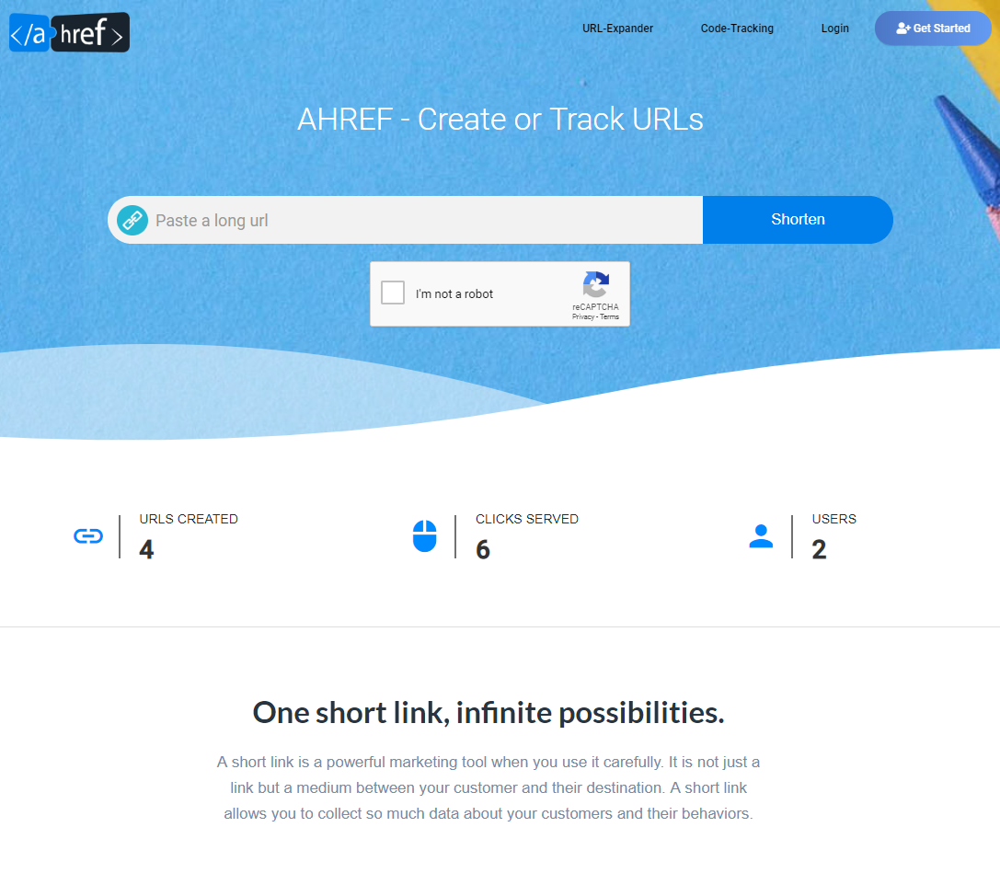 </a href>
URL-Expander
Code-Tracking
Login
Get Started
AHREF - Create or Track URLs
Paste a long url
Shorten
I'm not a robot
reCAPTCHA
Privacy - Terms
URLS CREATED
4
CLICKS SERVED
6
USERS
2
One short link, infinite possibilities.
A short link is a powerful marketing tool when you use it carefully. It is not just a
link but a medium between your customer and their destination. A short link
allows you to collect so much data about your customers and their behaviors.